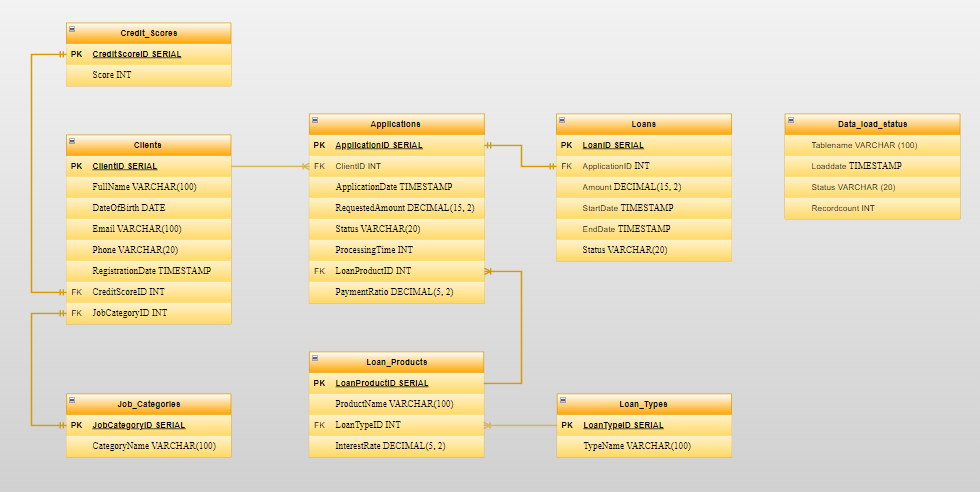 Credit_Scores
PK CreditScoreID SERIAL
Score INT
Clients
PK ClientID SERIAL
FullName VARCHAR(100)
DateOfBirth DATE
Email VARCHAR(100)
Phone VARCHAR(20)
RegistrationDate TIMESTAMP
FK CreditScoreID INT
FK JobCategoryID INT
Job_Categories
PK JobCategoryID SERIAL
CategoryName VARCHAR(100)
Applications
PK ApplicationID SERIAL
FK ClientID INT
ApplicationDate TIMESTAMP
RequestedAmount DECIMAL(15, 2)
Status VARCHAR(20)
ProcessingTime INT
FK LoanProductID INT
PaymentRatio DECIMAL(5, 2)
Loan_Products
PK LoanProductID SERIAL
ProductName VARCHAR(100)
FK LoanTypeID INT
InterestRate DECIMAL(5, 2)
Loans
PK LoanID SERIAL
FK ApplicationID INT
Amount DECIMAL(15, 2)
StartDate TIMESTAMP
EndDate TIMESTAMP
Status VARCHAR(20)
Loan_Types
PK LoanTypeID SERIAL
TypeName VARCHAR(100)
Data_load_status
Tablename VARCHAR (100)
Loaddate TIMESTAMP
Status VARCHAR (20)
Recordcount INT